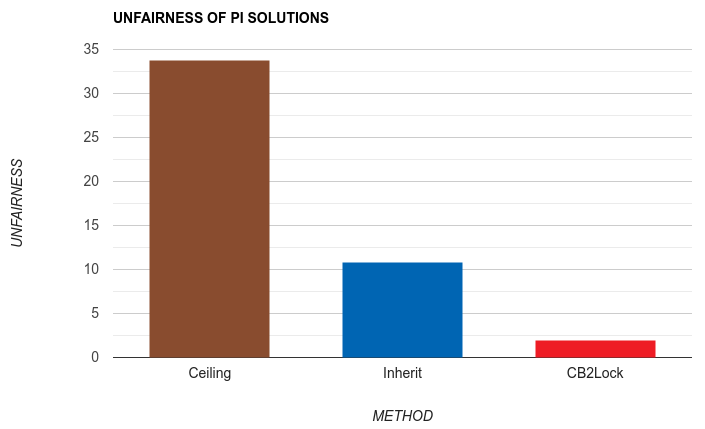 UNFAIRNESS OF PI SOLUTIONS
35
30
25
20
15
10
5
0
UNFAIRNESS
Ceiling Inherit CB2Lock
METHOD